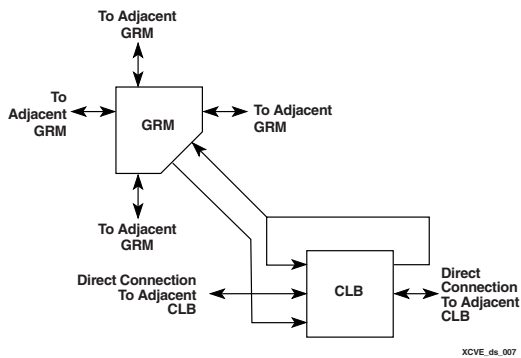 To Adjacent
GRM
To
Adjacent
GRM
GRM
To Adjacent
GRM
To Adjacent
GRM
Direct Connection
To Adjacent
CLB
CLB
Direct
Connection
To Adjacent
CLB
XCVE_ds_007